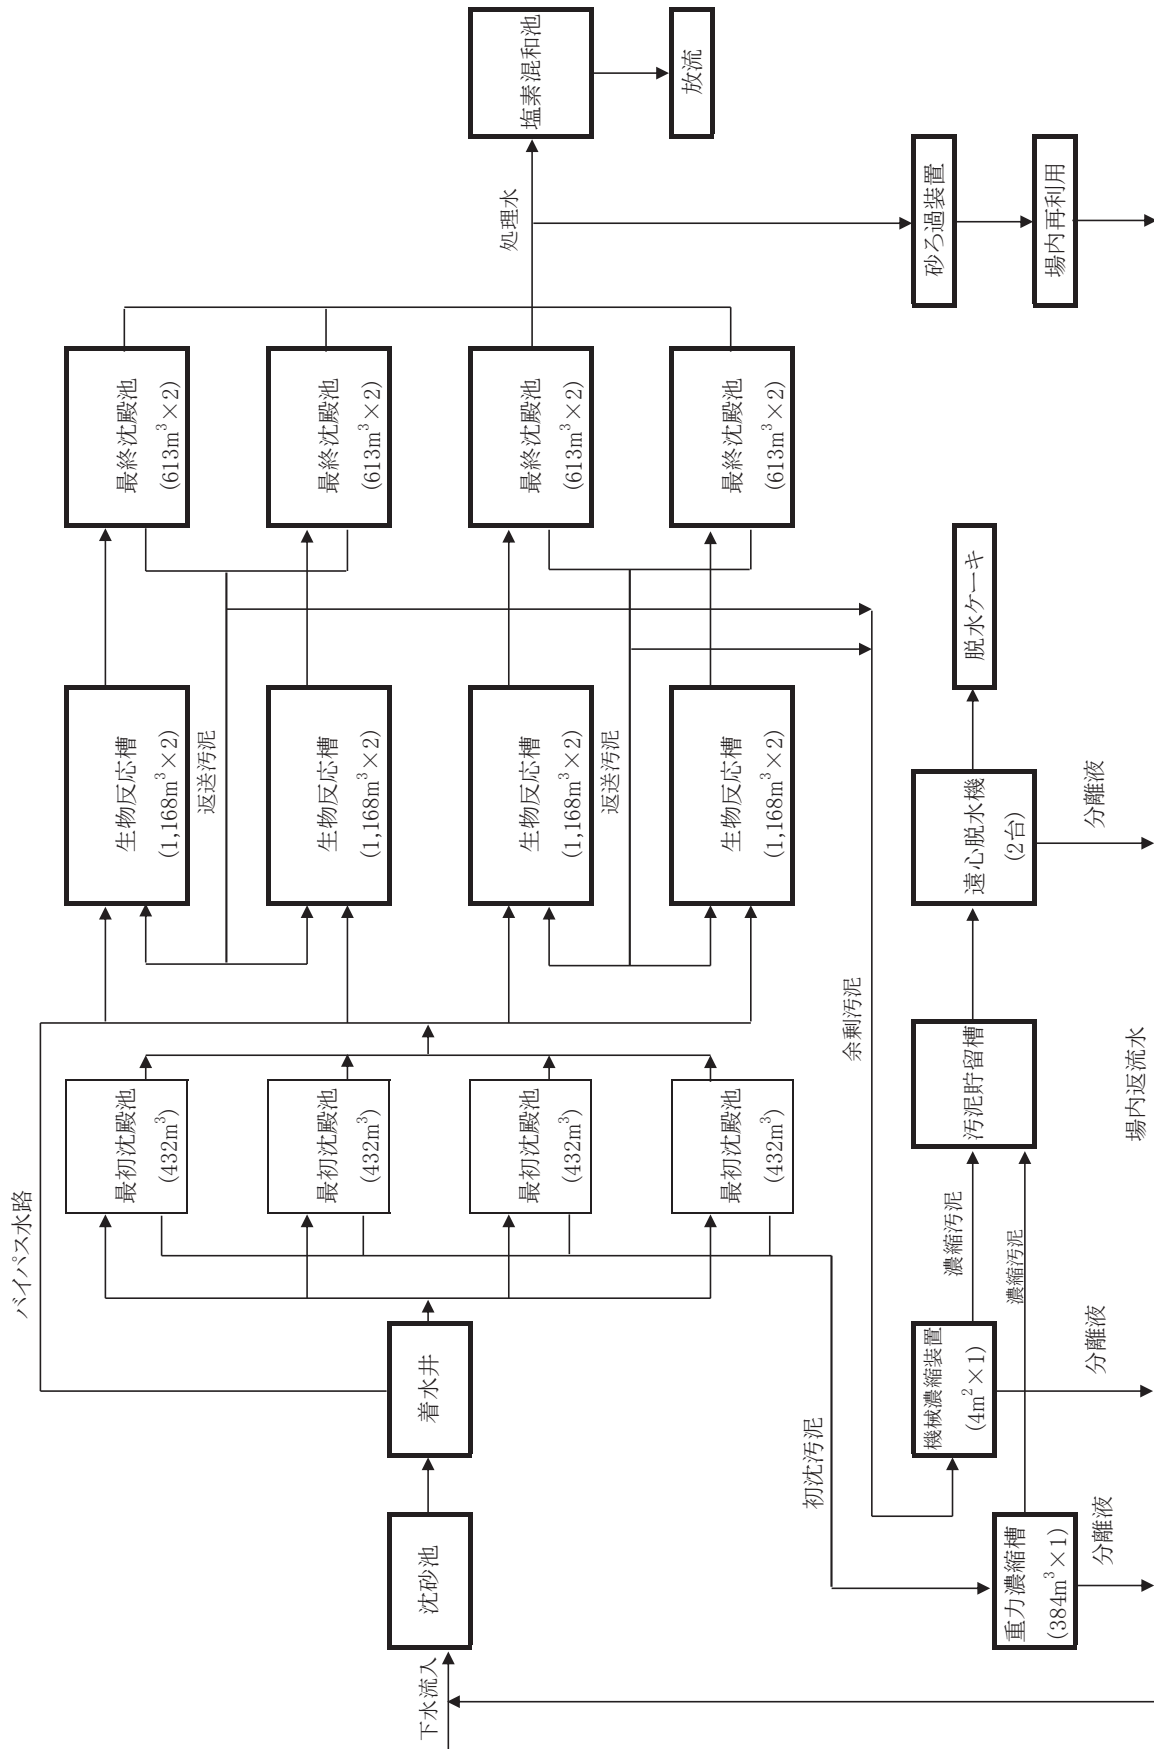 下水流入
沈砂池
着水井
バイパス水路
最初沈殿池
(432m³)
最初沈殿池
(432m³)
最初沈殿池
(432m³)
最初沈殿池
(432m³)
生物反応槽
(1,168m³×2)
返送汚泥
生物反応槽
(1,168m³×2)
生物反応槽
(1,168m³×2)
返送汚泥
生物反応槽
(1,168m³×2)
最終沈殿池
(613m³×2)
最終沈殿池
(613m³×2)
最終沈殿池
(613m³×2)
最終沈殿池
(613m³×2)
処理水
塩素混和池
放流
砂ろ過装置
場内再利用
初沈汚泥
余剰汚泥
重力濃縮槽
(384m³×1)
分離液
機械濃縮装置
(4m²×1)
分離液
濃縮汚泥
濃縮汚泥
汚泥貯留槽
場内返流水
遠心脱水機
(2台)
分離液
脱水ケーキ